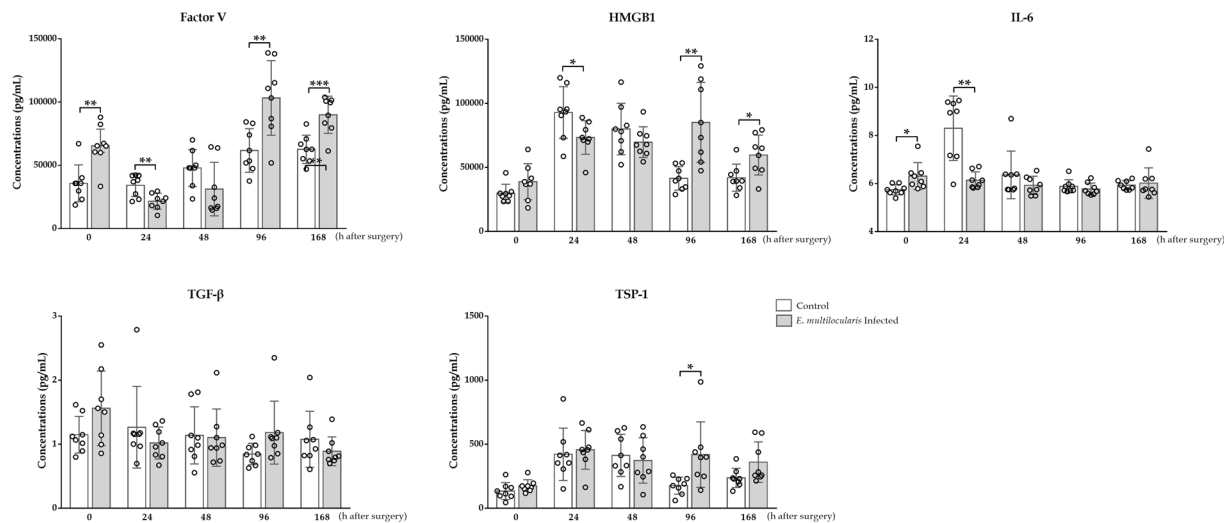 Factor V
Concentrations (pg/mL)
150000
100000
50000
0
**
**
**
***
**
0 24 48 96 168 (h after surgery)
HMGB1
Concentrations (pg/mL)
150000
100000
50000
0
*
**
*
0 24 48 96 168 (h after surgery)
IL-6
Concentrations (pg/mL)
12
10
8
6
4
*
**
0 24 48 96 168 (h after surgery)
TGF-β
Concentrations (pg/mL)
3
2
1
0
0 24 48 96 168 (h after surgery)
TSP-1
Concentrations (pg/mL)
1500
1000
500
0
*
0 24 48 96 168 (h after surgery)
Control
E. multilocularis Infected